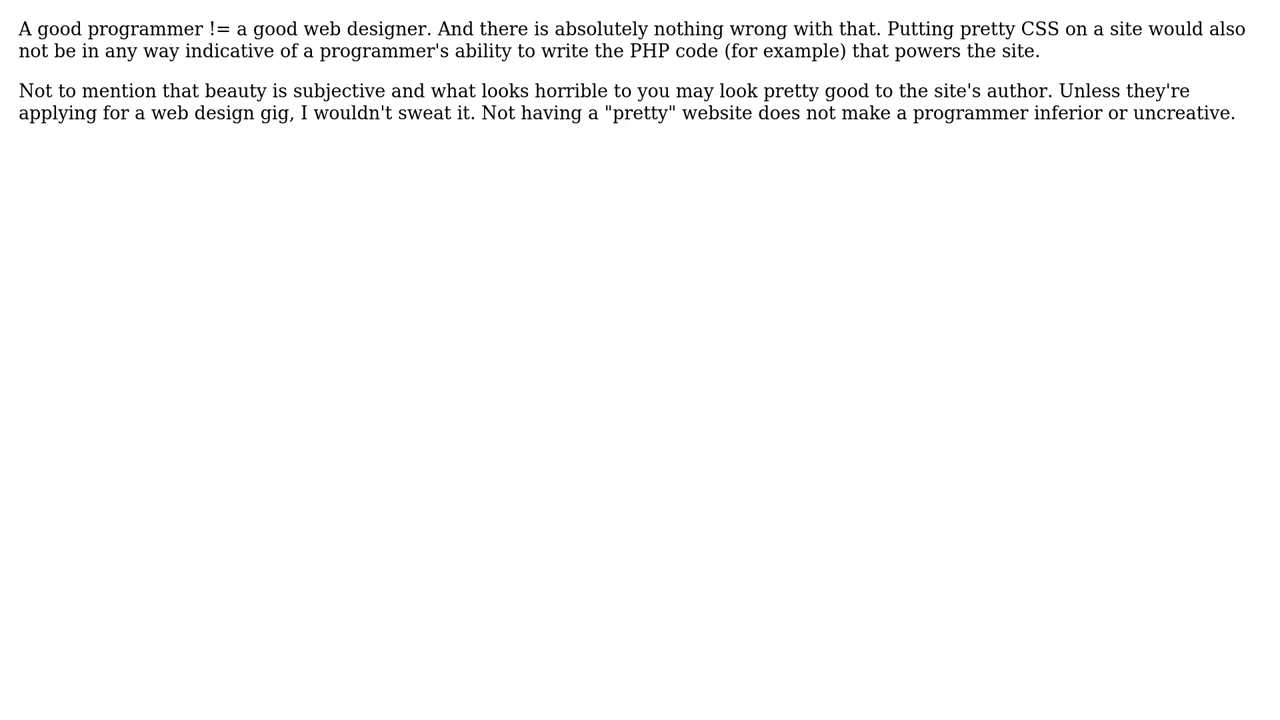 A good programmer != a good web designer. And there is absolutely nothing wrong with that. Putting pretty CSS on a site would also
not be in any way indicative of a programmer's ability to write the PHP code (for example) that powers the site.
Not to mention that beauty is subjective and what looks horrible to you may look pretty good to the site's author. Unless they're
applying for a web design gig, I wouldn't sweat it. Not having a "pretty" website does not make a programmer inferior or uncreative.